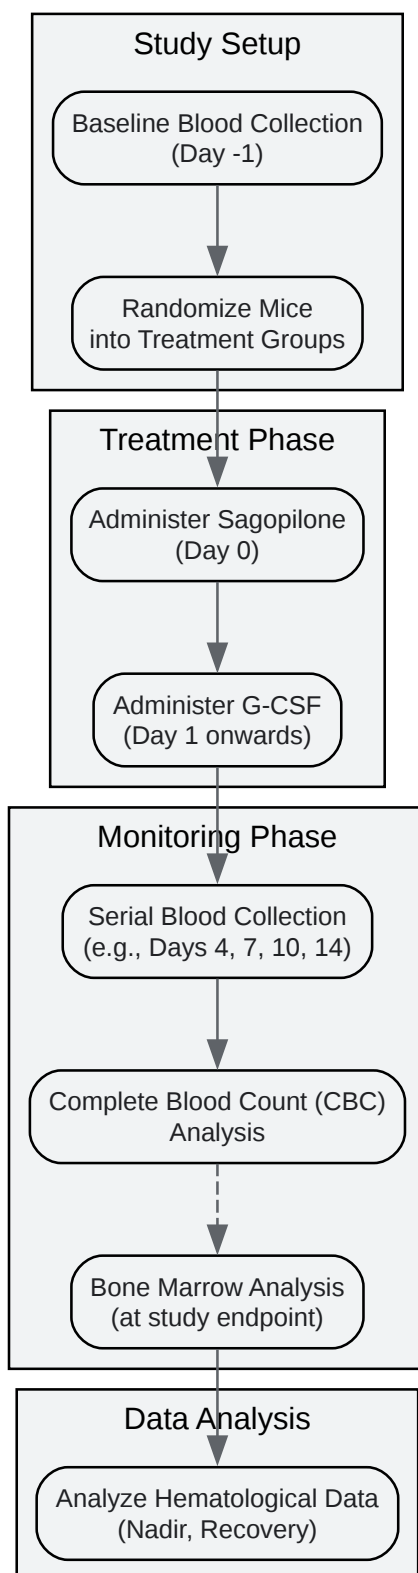 Study Setup
Baseline Blood Collection
(Day -1)
Randomize Mice
into Treatment Groups
Treatment Phase
Administer Sagopilone
(Day 0)
Administer G-CSF
(Day 1 onwards)
Monitoring Phase
Serial Blood Collection
(e.g., Days 4, 7, 10, 14)
Complete Blood Count (CBC)
Analysis
Bone Marrow Analysis
(at study endpoint)
Data Analysis
Analyze Hematological Data
(Nadir, Recovery)